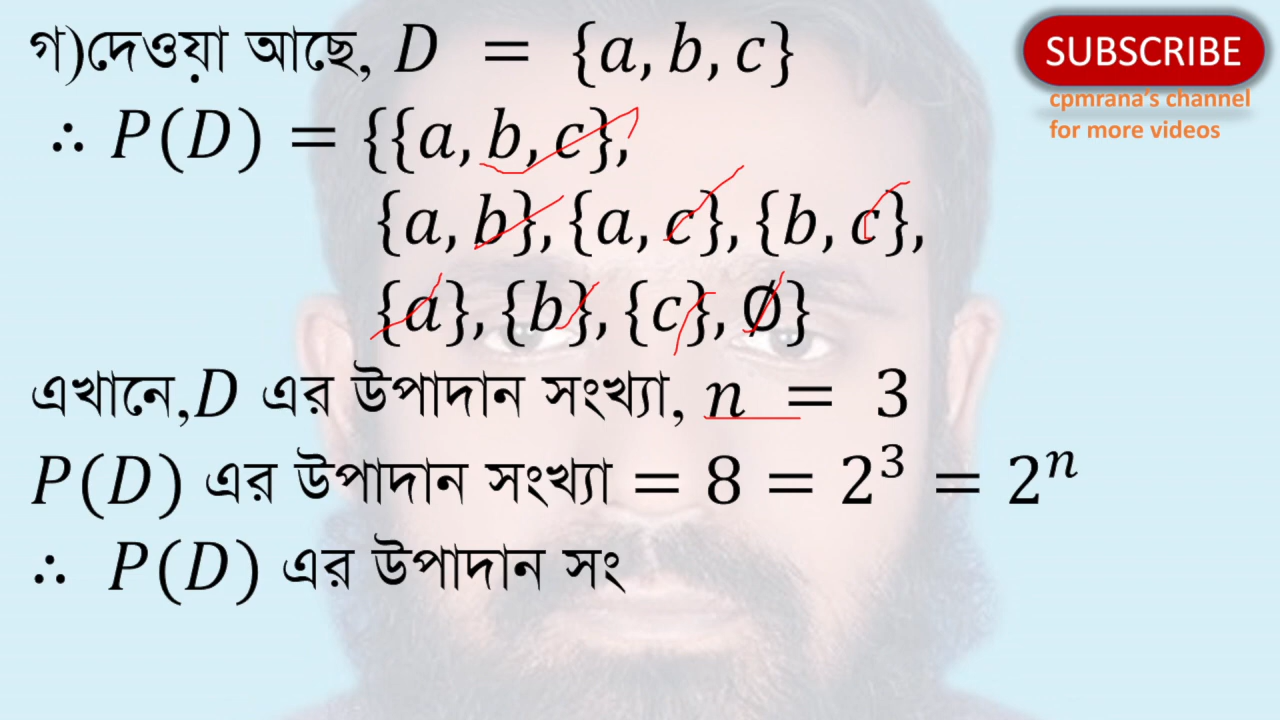 গ)দেওয়া আছে, D = {a, b, c}
∴ P(D) = {{a, b, c},
{a, b}, {a, c}, {b, c},
{a}, {b}, {c}, ∅}
এখানে,D এর উপাদান সংখ্যা, n = 3
P(D) এর উপাদান সংখ্যা = 8 = 2³ = 2ⁿ
∴ P(D) এর উপাদান সং
SUBSCRIBE
cpmrana's channel
for more videos